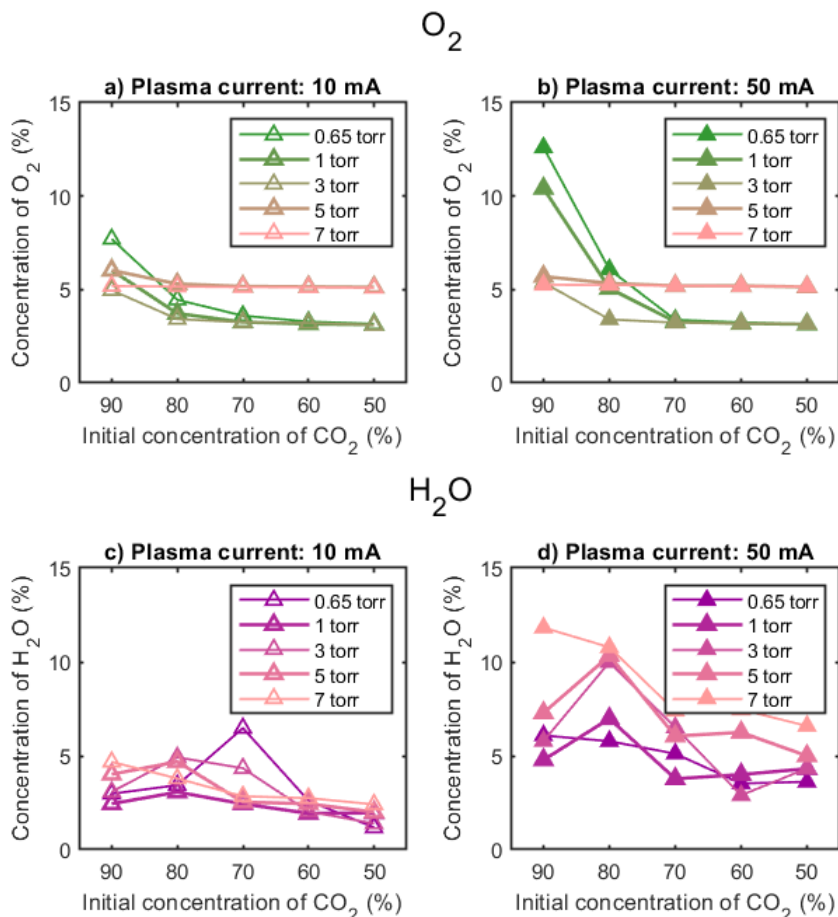 O₂
a) Plasma current: 10 mA
Concentration of O₂ (%)
15
10
5
0
0.65 torr
1 torr
3 torr
5 torr
7 torr
90 80 70 60 50
Initial concentration of CO₂ (%)
b) Plasma current: 50 mA
Concentration of O₂ (%)
15
10
5
0
0.65 torr
1 torr
3 torr
5 torr
7 torr
90 80 70 60 50
Initial concentration of CO₂ (%)
H₂O
c) Plasma current: 10 mA
Concentration of H₂O (%)
15
10
5
0
0.65 torr
1 torr
3 torr
5 torr
7 torr
90 80 70 60 50
Initial concentration of CO₂ (%)
d) Plasma current: 50 mA
Concentration of H₂O (%)
15
10
5
0
0.65 torr
1 torr
3 torr
5 torr
7 torr
90 80 70 60 50
Initial concentration of CO₂ (%)